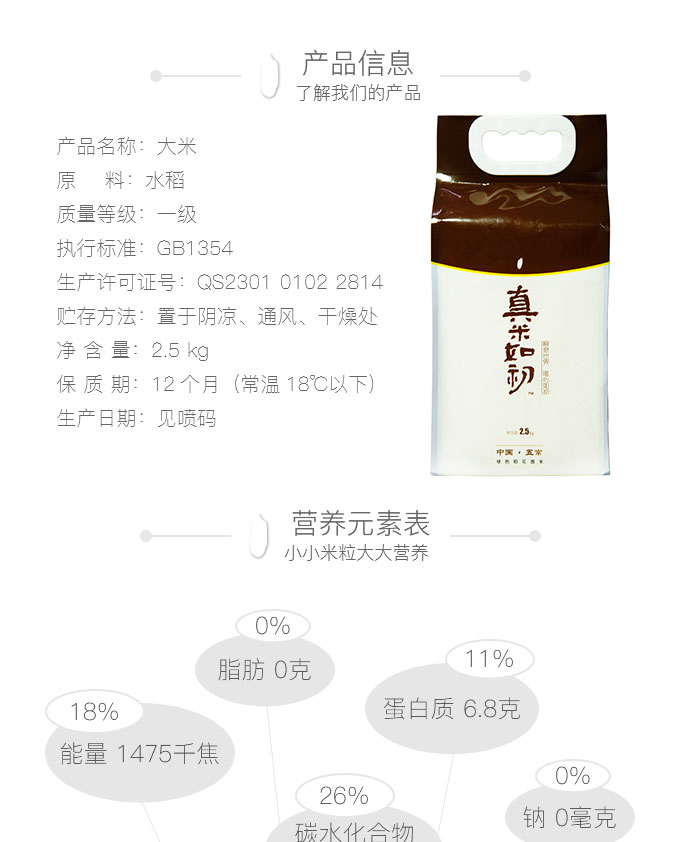 产品信息
了解我们的产品
产品名称：大米
原 料：水稻
质量等级：一级
执行标准：GB1354
生产许可证号：QS2301 0102 2814
贮存方法：置于阴凉、通风、干燥处
净 含 量：2.5 kg
保 质 期：12 个月（常温 18℃以下）
生产日期：见喷码
真米如初
2.5kg
中国·五常
绿色稻花香米
营养元素表
小小米粒大大营养
0%
脂肪 0克
11%
蛋白质 6.8克
18%
能量 1475千焦
26%
碳水化合物
0%
钠 0毫克